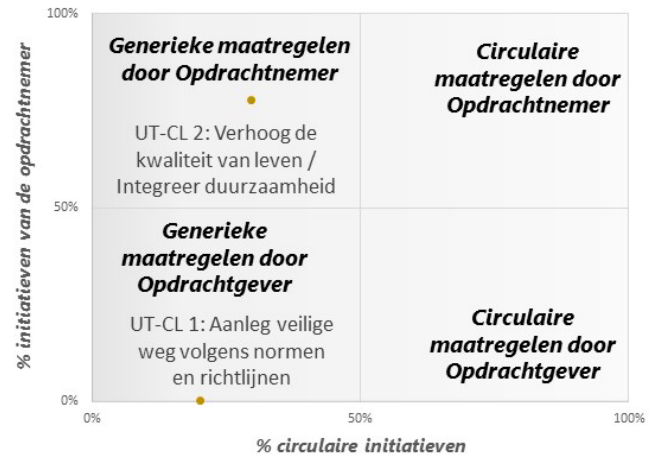 % initiatieven van de opdrachtnemer
100%
Generieke maatregelen
door Opdrachtnemer
Circulaire
maatregelen door
Opdrachtnemer
UT-CL 2: Verhoog de
kwaliteit van leven /
Integreer duurzaamheid
50%
Generieke
maatregelen door
Opdrachtgever
UT-CL 1: Aanleg veilige
weg volgens normen
en richtlijnen
Circulaire
maatregelen door
Opdrachtgever
0%
0%
50%
100%
% circulaire initiatieven